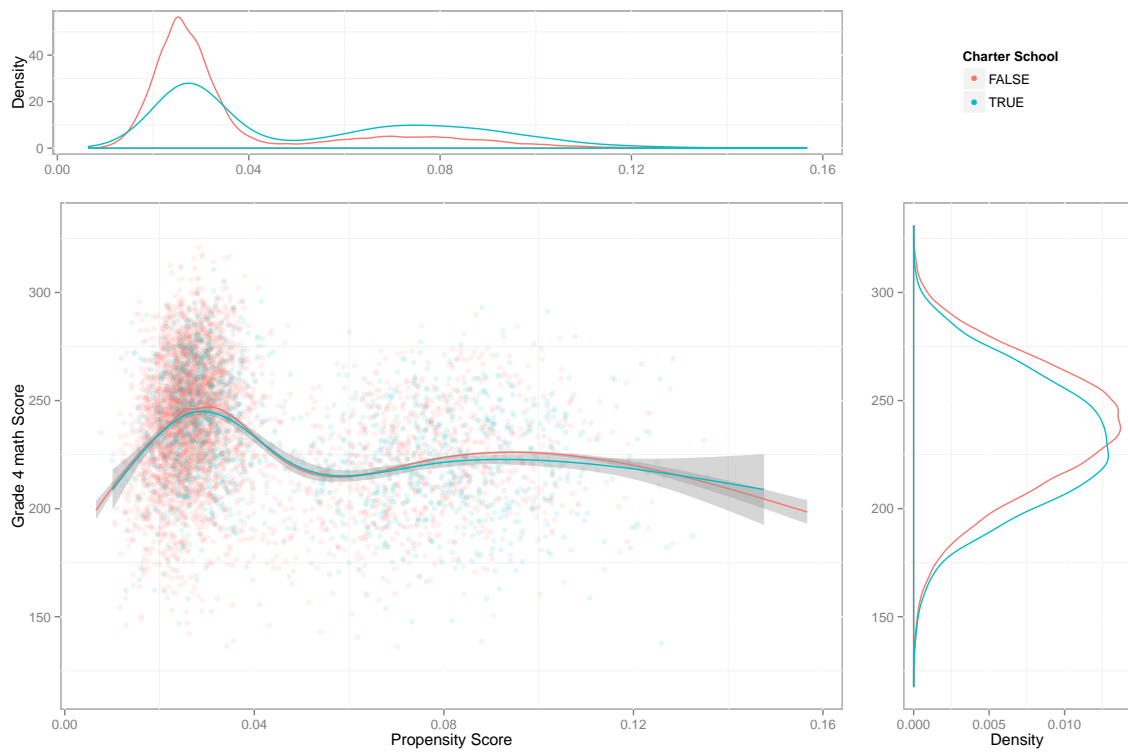 Density
40
20
0
0.00 0.04 0.08 0.12 0.16
Charter School
FALSE
TRUE
Grade 4 math Score
300
250
200
150
0.00 0.04 0.08 0.12 0.16
Propensity Score
300
250
200
150
0.000 0.005 0.010
Density